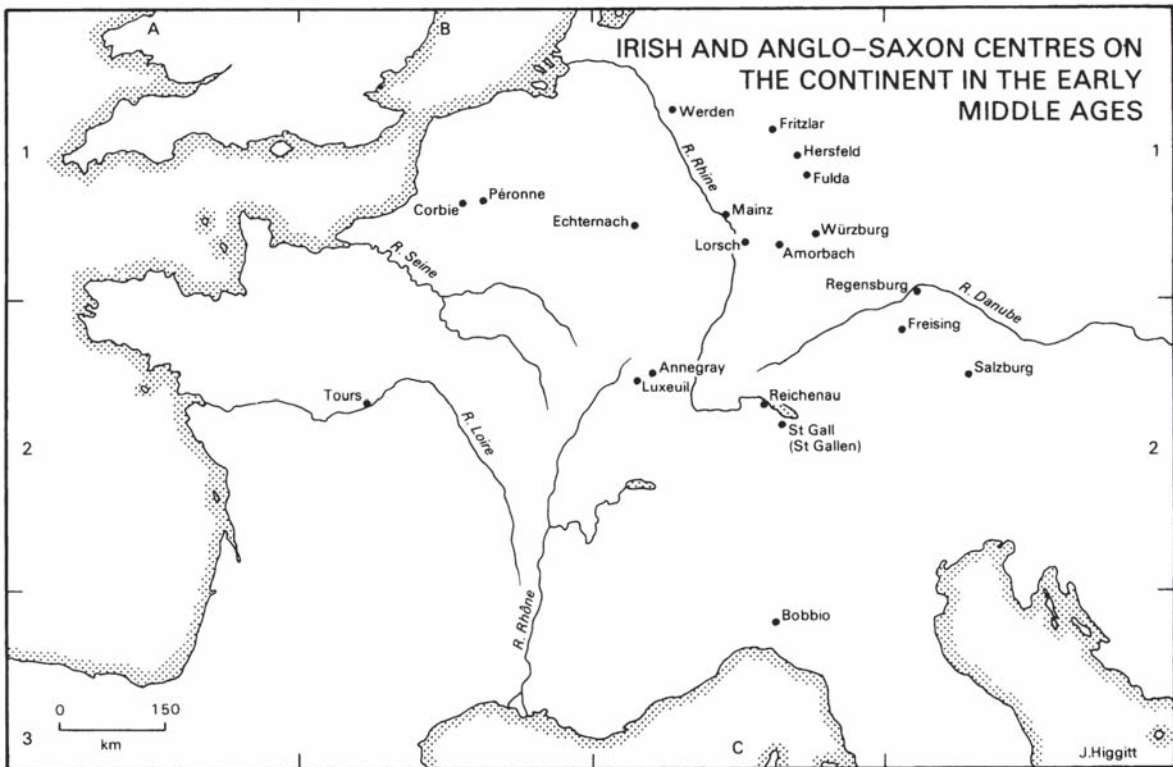 A
B
IRISH AND ANGLO–SAXON CENTRES ON
THE CONTINENT IN THE EARLY
MIDDLE AGES
1
1
Werden
Fritzlar
Hersfeld
Fulda
R. Rhine
Péronne
Corbie
Echternach
Mainz
Lorsch
Würzburg
Amorbach
R. Seine
Regensburg
R. Danube
Freising
Annegray
Luxeuil
Salzburg
Tours
Reichenau
R. Loire
St Gall
(St Gallen)
2
2
R. Rhône
Bobbio
0 150
km
3
C
J.Higgitt